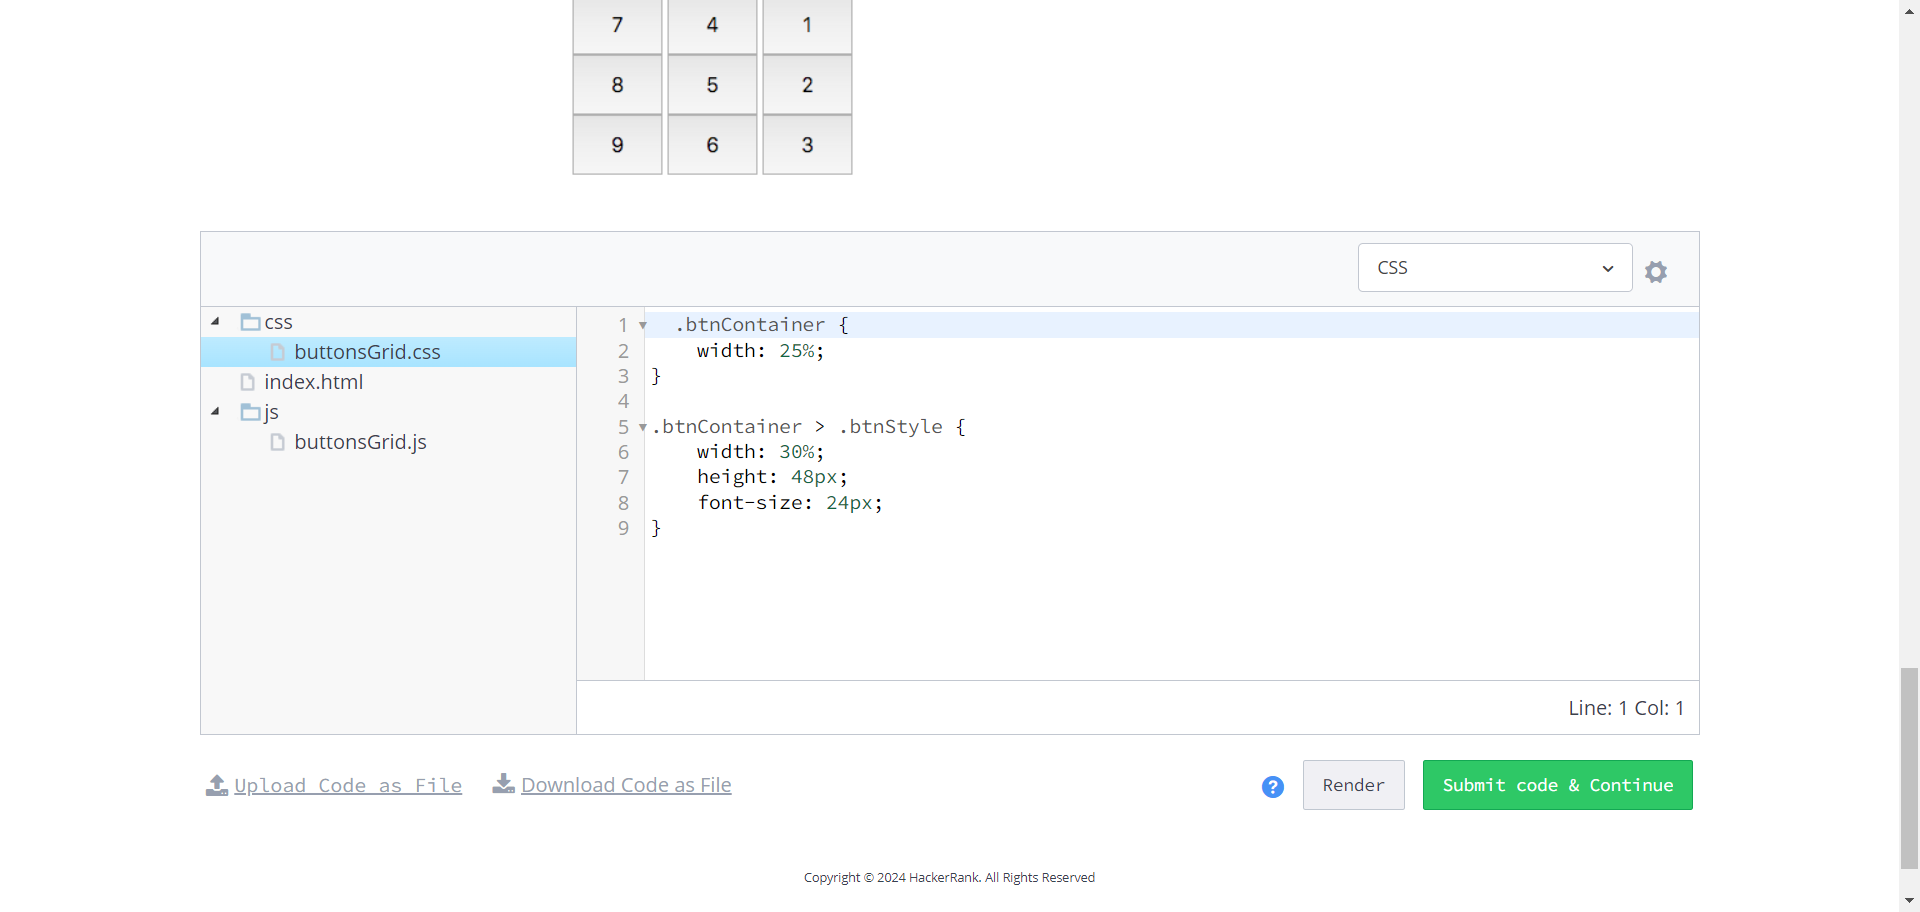 7 4 1
8 5 2
9 6 3
CSS
css
buttonsGrid.css
index.html
js
buttonsGrid.js
1 .btnContainer {
2 width: 25%;
3 }
4
5 .btnContainer > .btnStyle {
6 width: 30%;
7 height: 48px;
8 font-size: 24px;
9 }
Line: 1 Col: 1
Upload Code as File
Download Code as File
?
Render
Submit code & Continue
Copyright © 2024 HackerRank. All Rights Reserved